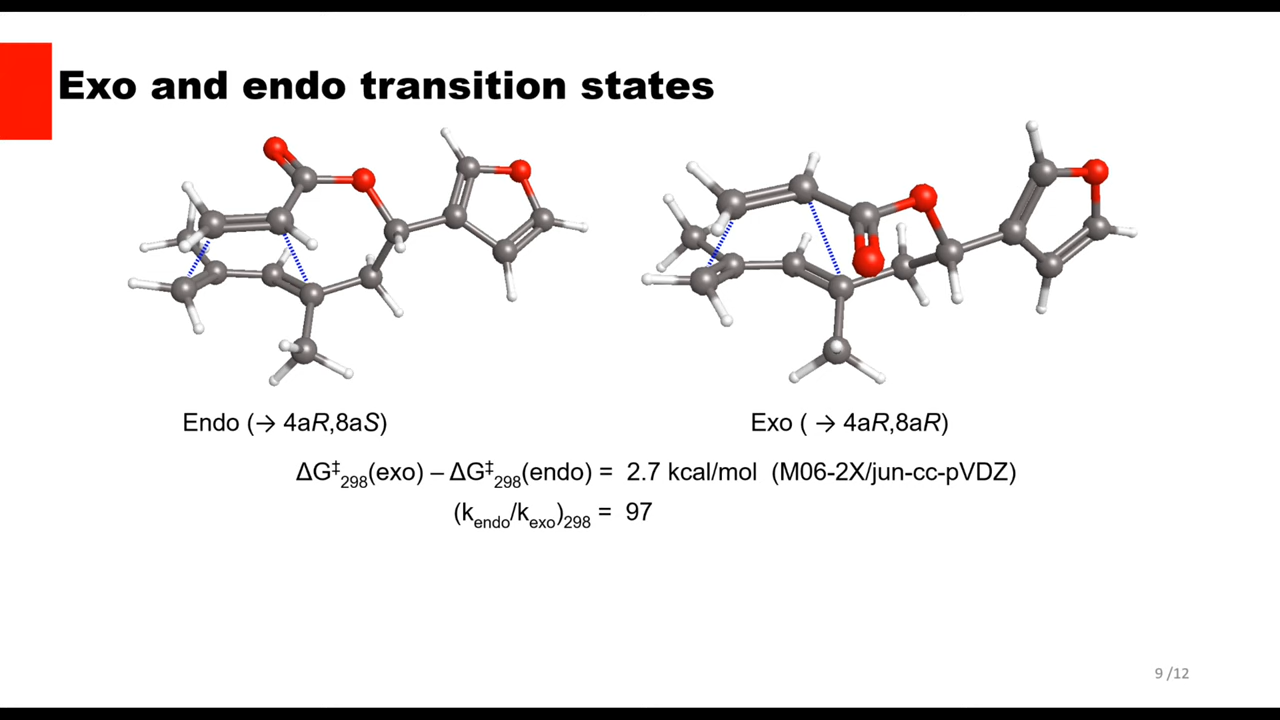 Exo and endo transition states
Endo (→ 4aR,8aS)
Exo ( → 4aR,8aR)
ΔG‡298(exo) – ΔG‡298(endo) = 2.7 kcal/mol (M06-2X/jun-cc-pVDZ)
(kendo/kexo)298 = 97
9 /12